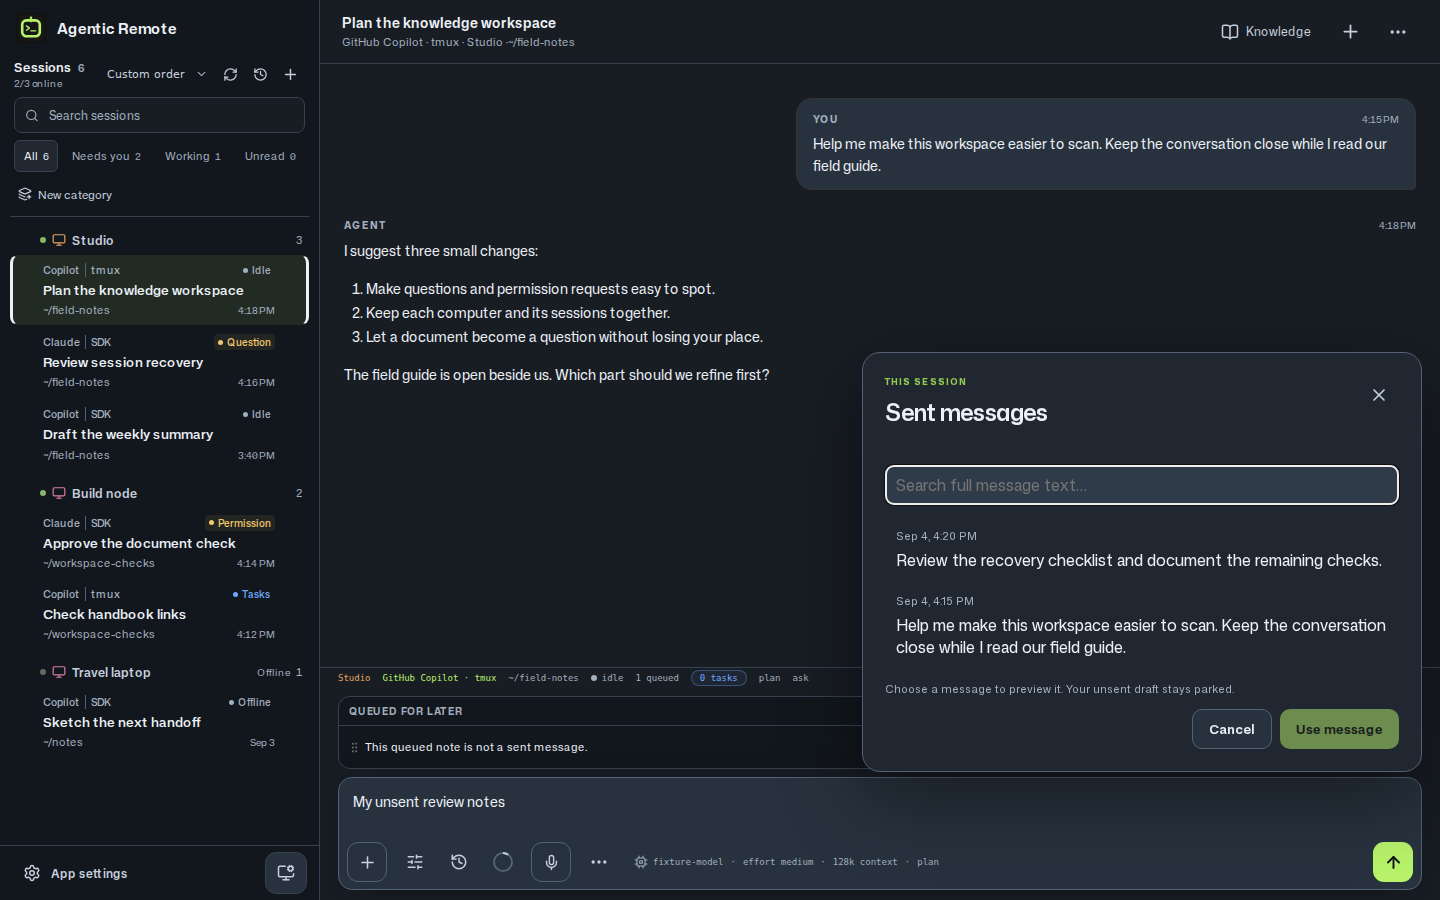 Agentic Remote
Sessions 6
2/3 online
Custom order
Search sessions
All 6
Needs you 2
Working 1
Unread 0
New category
Studio 3
Copilot | tmux Idle
Plan the knowledge workspace
~/field-notes 4:18PM
Claude | SDK Question
Review session recovery
~/field-notes 4:16PM
Copilot | SDK Idle
Draft the weekly summary
~/field-notes 3:40PM
Build node 2
Claude | SDK Permission
Approve the document check
~/workspace-checks 4:14 PM
Copilot | tmux Tasks
Check handbook links
~/workspace-checks 4:12 PM
Travel laptop Offline 1
Copilot | SDK Offline
Sketch the next handoff
~/notes Sep 3
App settings
Plan the knowledge workspace
GitHub Copilot · tmux · Studio ·~/field-notes
Knowledge
YOU 4:15PM
Help me make this workspace easier to scan. Keep the conversation close while I read our
field guide.
AGENT 4:18PM
I suggest three small changes:
1. Make questions and permission requests easy to spot.
2. Keep each computer and its sessions together.
3. Let a document become a question without losing your place.
The field guide is open beside us. Which part should we refine first?
THIS SESSION
Sent messages
Search full message text...
Sep 4, 4:20 PM
Review the recovery checklist and document the remaining checks.
Sep 4, 4:15 PM
Help me make this workspace easier to scan. Keep the conversation
close while I read our field guide.
Choose a message to preview it. Your unsent draft stays parked.
Cancel
Use message
Studio GitHub Copilot · tmux ~/field-notes idle 1 queued 0 tasks plan ask
QUEUED FOR LATER
This queued note is not a sent message.
My unsent review notes
fixture-model · effort medium · 128k context · plan